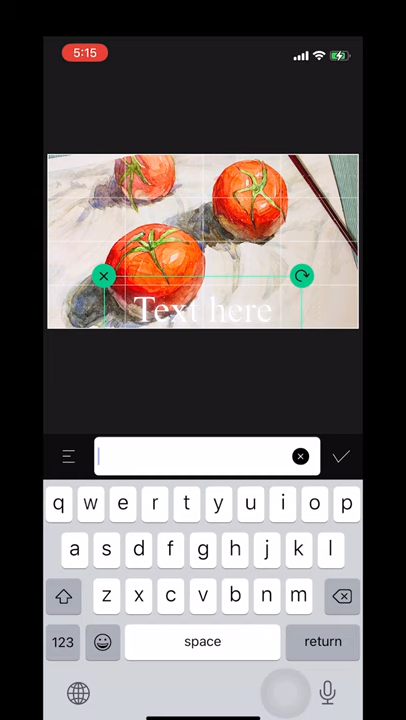 5:15
Text here
q w e r t y u i o p
a s d f g h j k l
z x c v b n m
123 space return